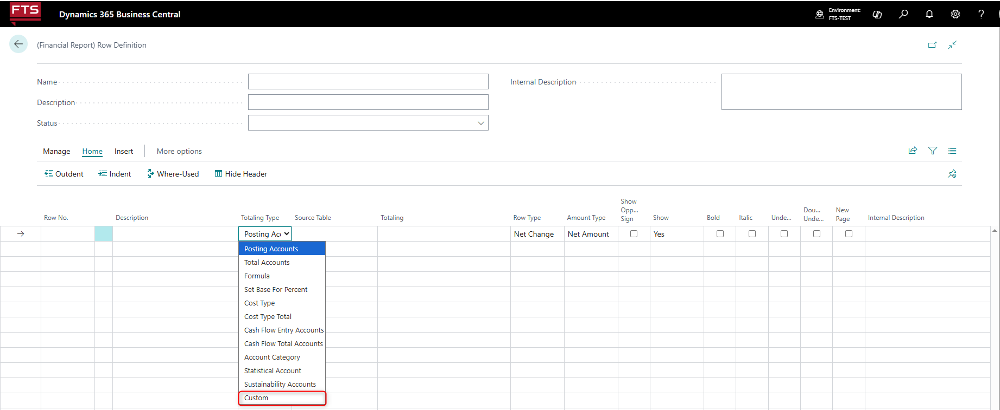 FTS
Dynamics 365 Business Central
Environment:
FTS-TEST
(Financial Report) Row Definition
Name
Internal Description
Description
Status
Manage Home Insert More options
Outdent Indent Where-Used Hide Header
Row No. Description Totaling Type Source Table Totaling Row Type Amount Type Show Opp... Sign Show Bold Italic Unde... Dou... Unde... New Page Internal Description
Posting Acc Net Change Net Amount Yes
Posting Accounts
Total Accounts
Formula
Set Base For Percent
Cost Type
Cost Type Total
Cash Flow Entry Accounts
Cash Flow Total Accounts
Account Category
Statistical Account
Sustainability Accounts
Custom